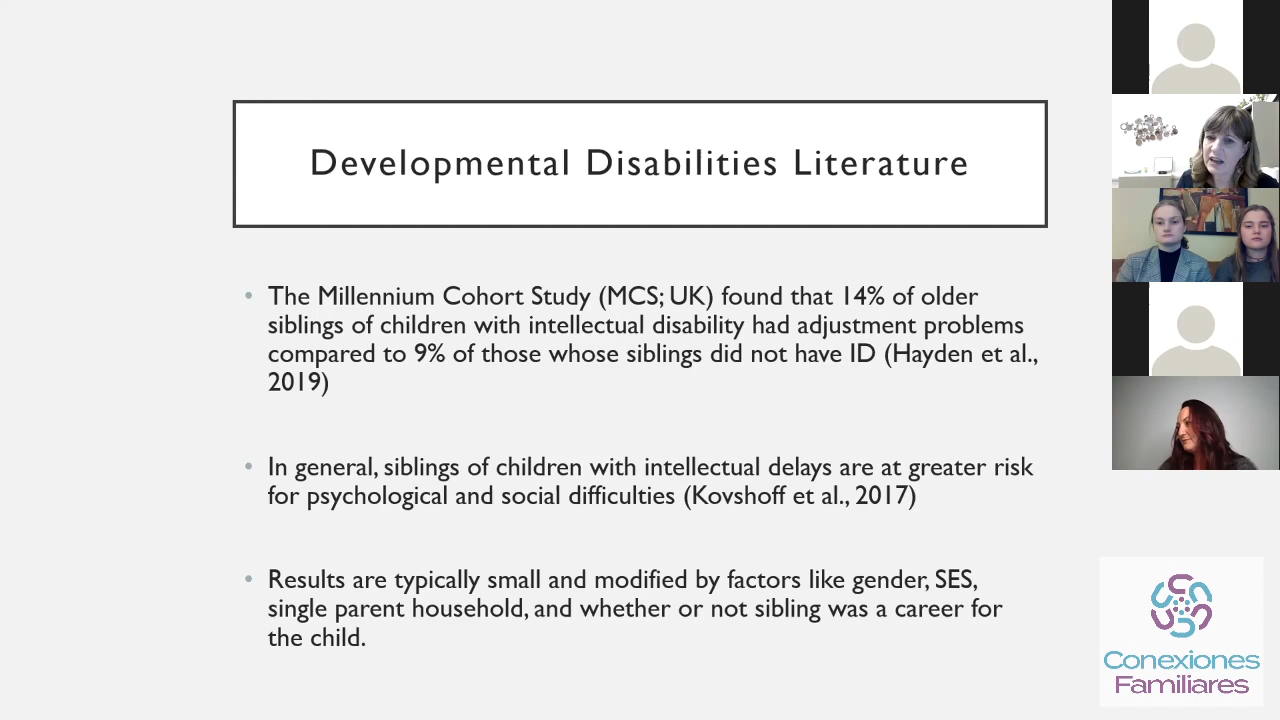 Developmental Disabilities Literature
• The Millennium Cohort Study (MCS; UK) found that 14% of older
siblings of children with intellectual disability had adjustment problems
compared to 9% of those whose siblings did not have ID (Hayden et al.,
2019)
• In general, siblings of children with intellectual delays are at greater risk
for psychological and social difficulties (Kovshoff et al., 2017)
• Results are typically small and modified by factors like gender, SES,
single parent household, and whether or not sibling was a career for
the child.
Conexiones
Familiares